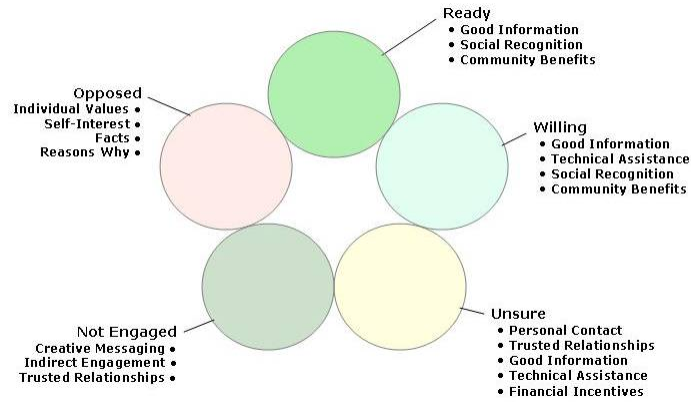 Ready
• Good Information
• Social Recognition
• Community Benefits
Opposed
Individual Values •
Self-Interest •
Facts •
Reasons Why •
Willing
• Good Information
• Technical Assistance
• Social Recognition
• Community Benefits
Unsure
• Personal Contact
• Trusted Relationships
• Good Information
• Technical Assistance
• Financial Incentives
Not Engaged
Creative Messaging •
Indirect Engagement •
Trusted Relationships •